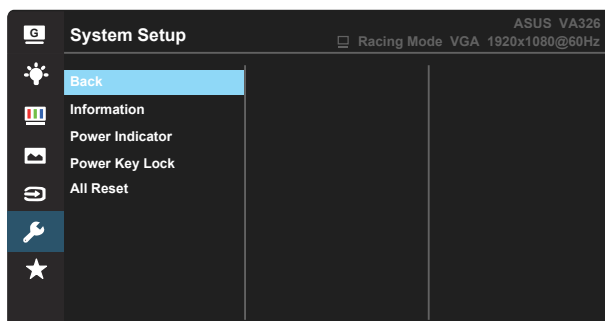 G
System Setup
ASUS VA326
Racing Mode VGA 1920x1080@60Hz
Back
Information
Power Indicator
Power Key Lock
All Reset